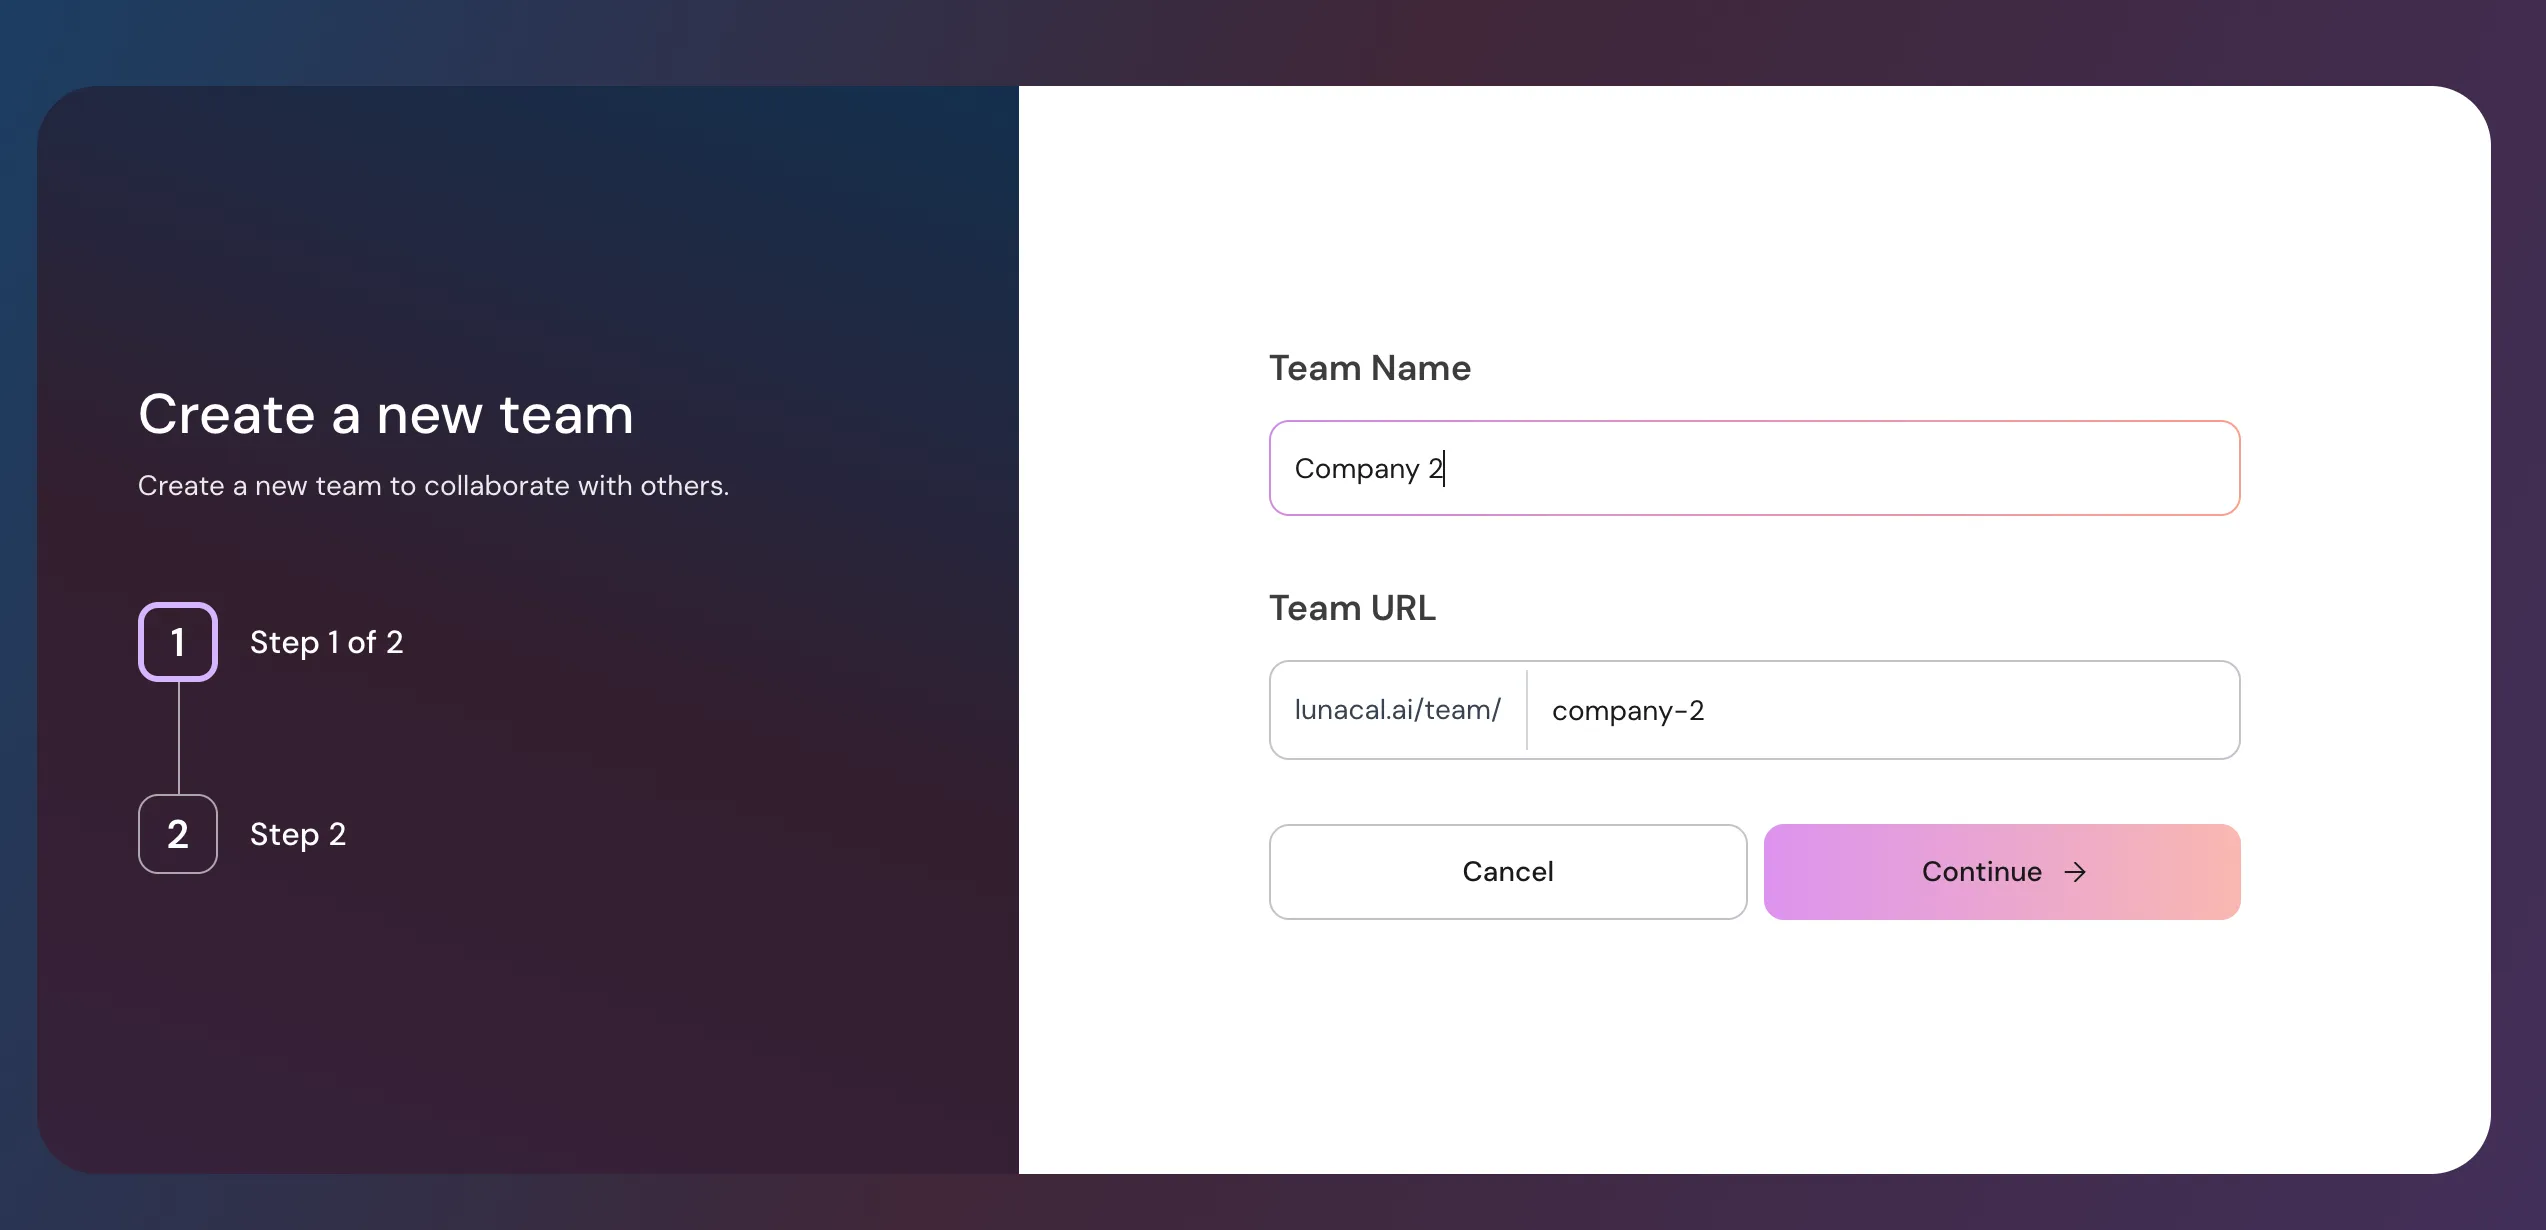 Create a new team
Create a new team to collaborate with others.
1 Step 1 of 2
2 Step 2
Team Name
Company 2
Team URL
lunacal.ai/team/ company-2
Cancel Continue →